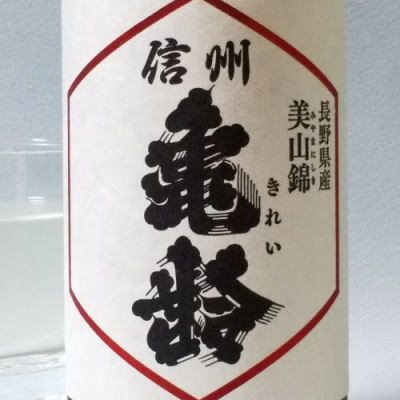 長野県産
美山錦
みやまにしき
信州
亀齢
きれい